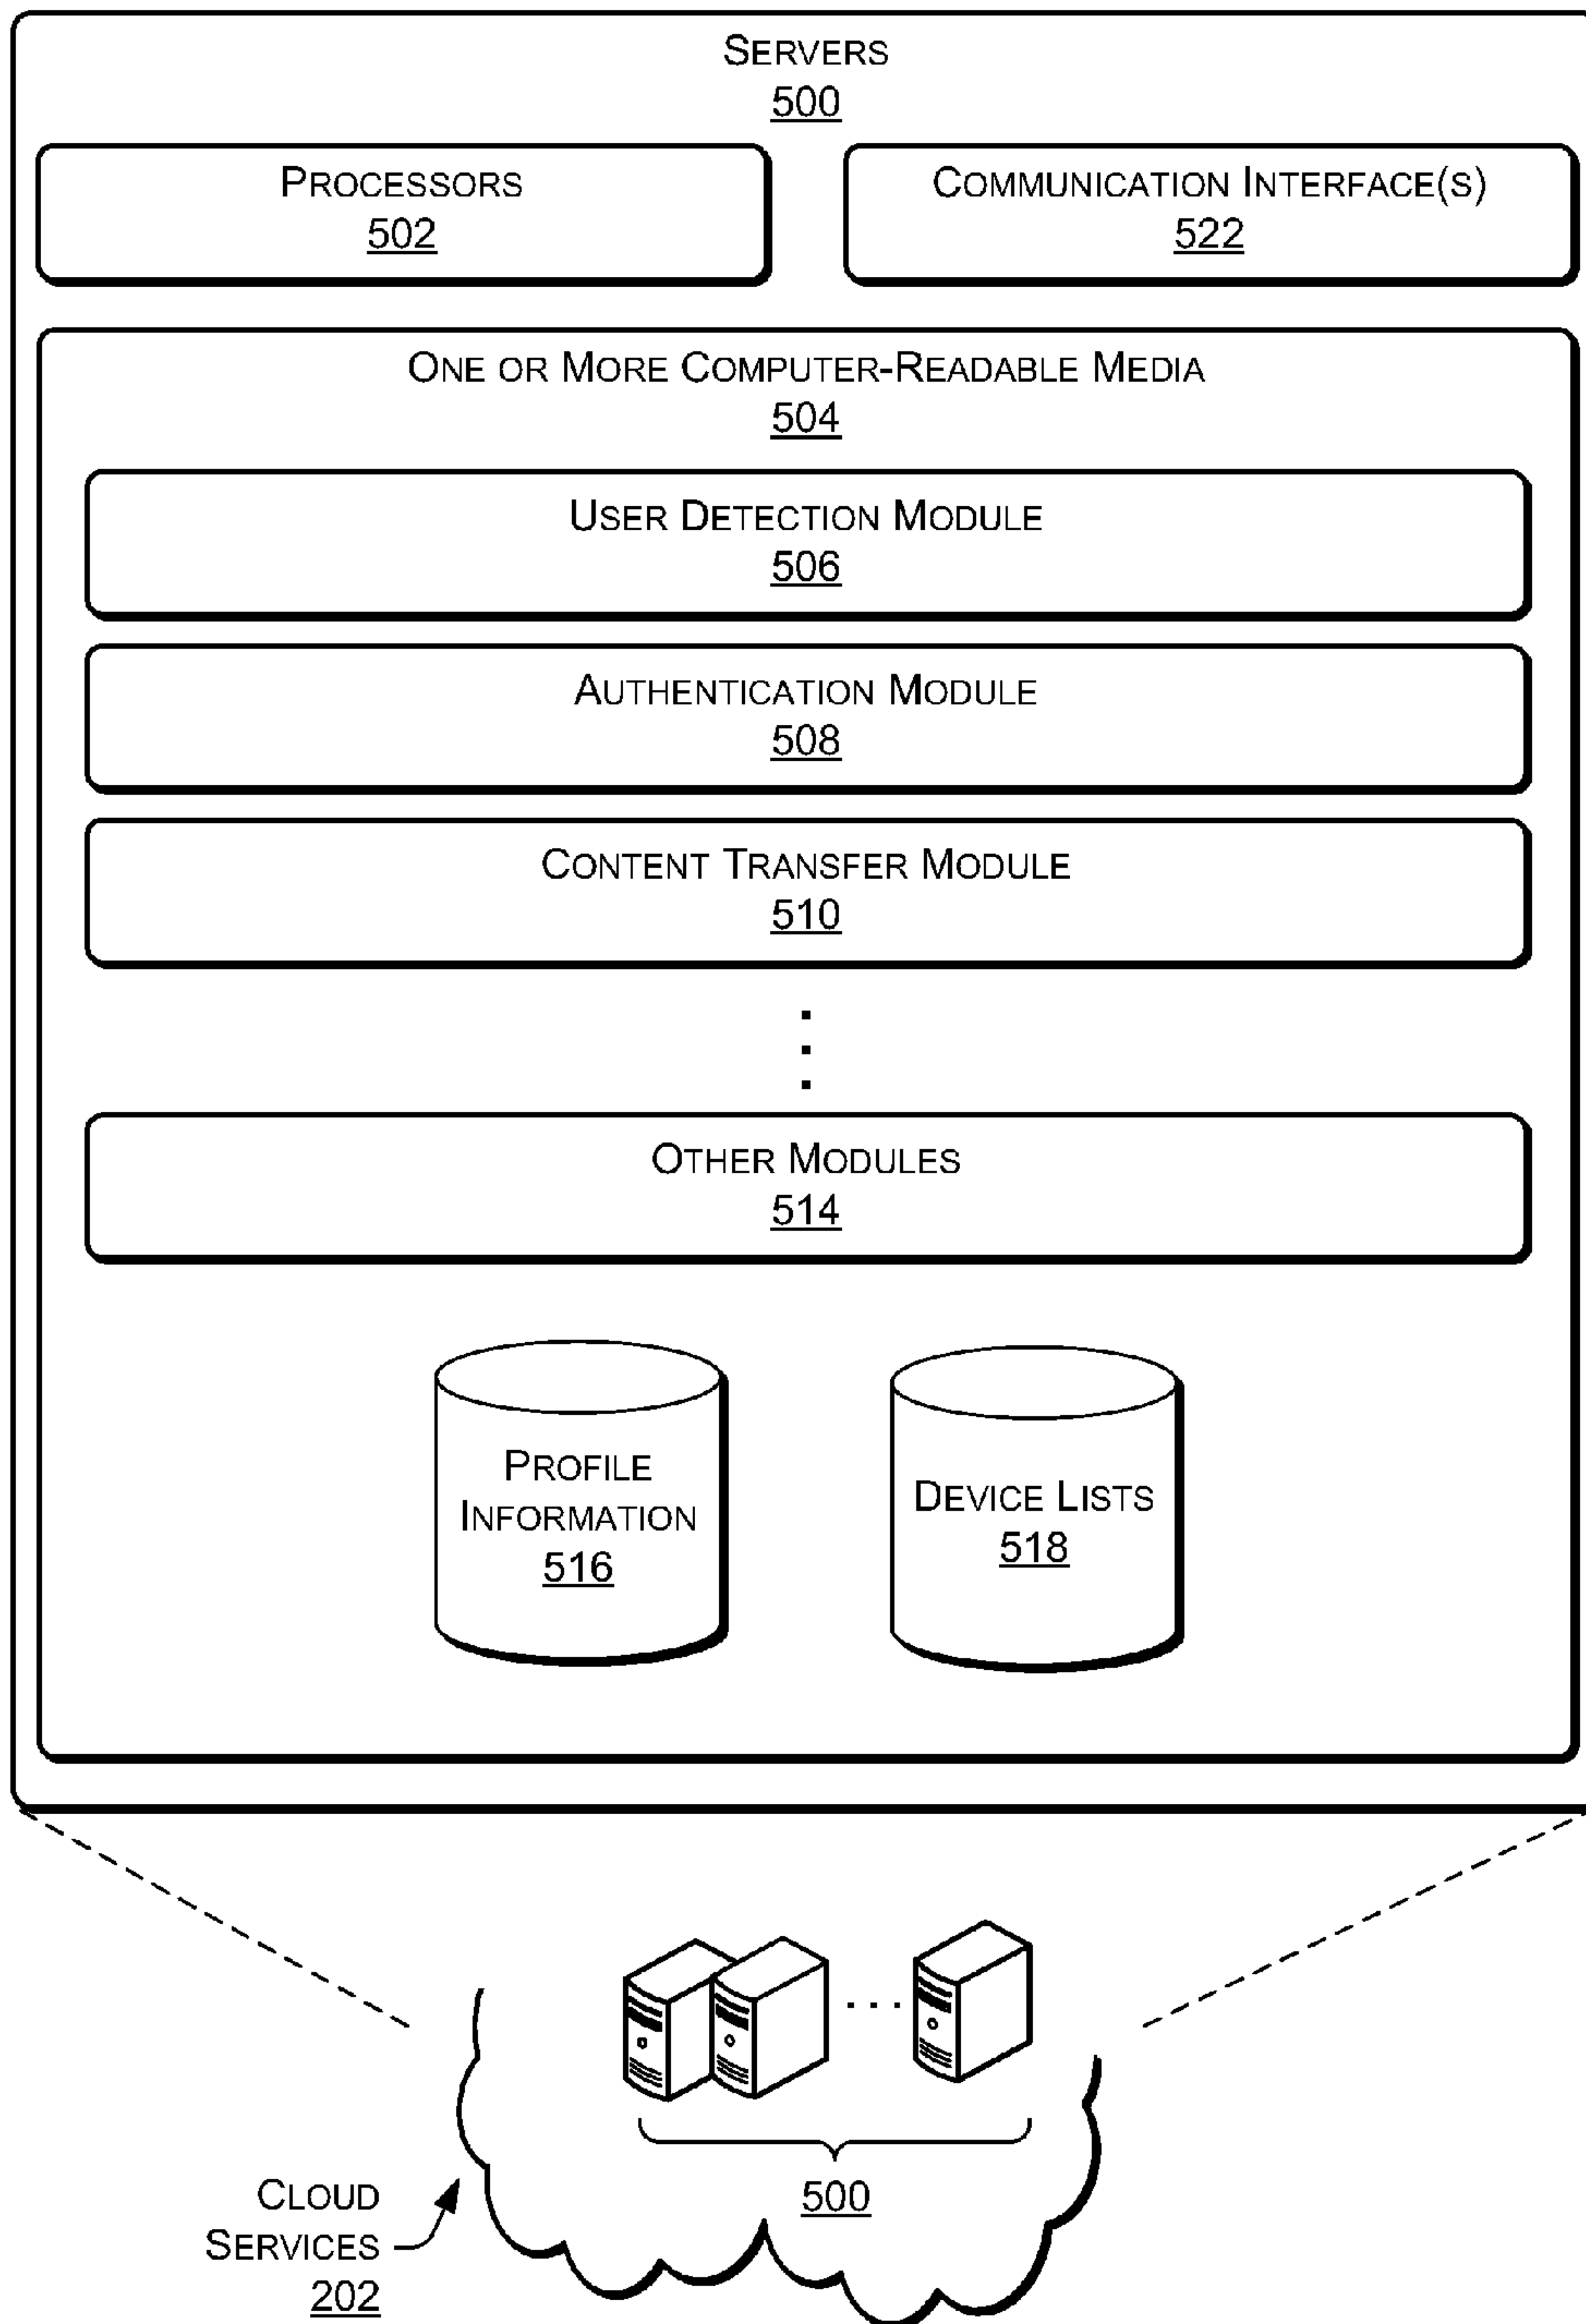 SERVERS
500
PROCESSORS
502
COMMUNICATION INTERFACE(S)
522
ONE OR MORE COMPUTER-READABLE MEDIA
504
USER DETECTION MODULE
506
AUTHENTICATION MODULE
508
CONTENT TRANSFER MODULE
510
OTHER MODULES
514
PROFILE
INFORMATION
516
DEVICE LISTS
518
500
CLOUD
SERVICES
202